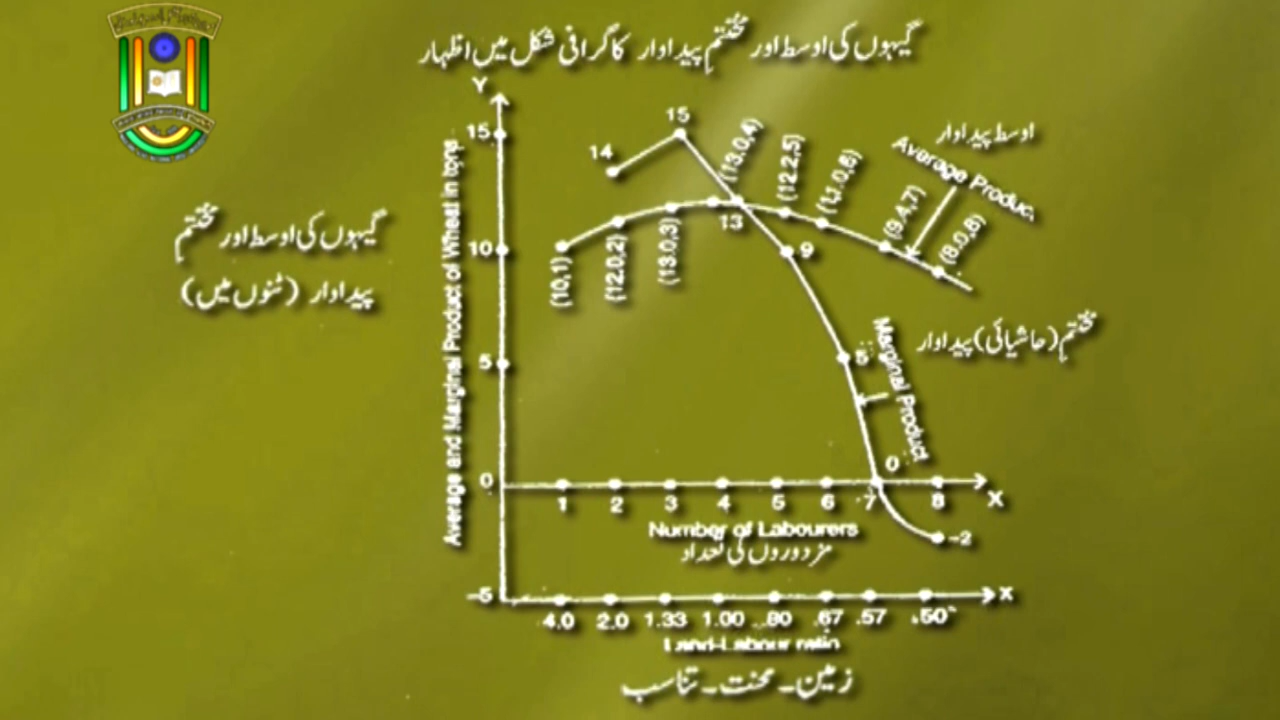 گیہوں کی اوسط اور مختتم پیداوار کا گرافی شکل میں اظہار
Y
15
10
5
0
-5
Average and Marginal Product of Wheat in tons
گیہوں کی اوسط اور مختتم
پیداوار (ٹنوں میں)
14
15
13
9
5
0
-2
(10,1)
(12.0,2)
(13.0,3)
(13.0,4)
(12.2,5)
(11.0,6)
(9.4,7)
(8.0,8)
اوسط پیداوار
Average Product
مختتم (حاشیائی) پیداوار
Marginal Product
1 2 3 4 5 6 7 8 X
Number of Labourers
مزدوروں کی تعداد
X
4.0 2.0 1.33 1.00 .80 .67 .57 .50
Land-Labour ratio
زمین۔ محنت۔ تناسب